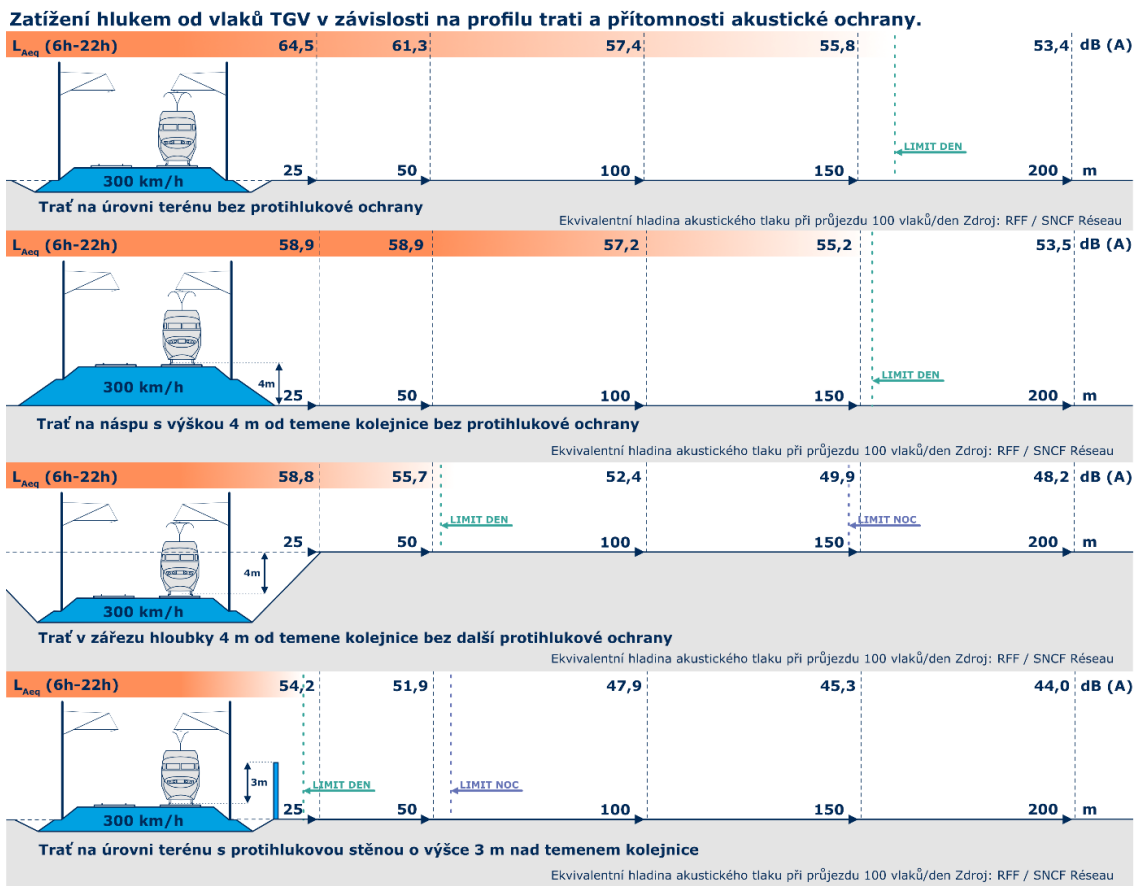 Zatížení hlukem od vlaků TGV v závislosti na profilu trati a přítomnosti akustické ochrany.
LAeq (6h-22h) 64,5 61,3 57,4 55,8 53,4 dB (A)
LIMIT DEN
300 km/h 25 50 100 150 200 m
Trať na úrovni terénu bez protihlukové ochrany
Ekvivalentní hladina akustického tlaku při průjezdu 100 vlaků/den Zdroj: RFF / SNCF Réseau
LAeq (6h-22h) 58,9 58,9 57,2 55,2 53,5 dB (A)
LIMIT DEN
300 km/h 4m 25 50 100 150 200 m
Trať na náspu s výškou 4 m od temene kolejnice bez protihlukové ochrany
Ekvivalentní hladina akustického tlaku při průjezdu 100 vlaků/den Zdroj: RFF / SNCF Réseau
LAeq (6h-22h) 58,8 55,7 52,4 49,9 48,2 dB (A)
LIMIT DEN LIMIT NOC
25 50 100 150 200 m
4m
300 km/h
Trať v zářezu hloubky 4 m od temene kolejnice bez další protihlukové ochrany
Ekvivalentní hladina akustického tlaku při průjezdu 100 vlaků/den Zdroj: RFF / SNCF Réseau
LAeq (6h-22h) 54,2 51,9 47,9 45,3 44,0 dB (A)
3m LIMIT DEN LIMIT NOC
300 km/h 25 50 100 150 200 m
Trať na úrovni terénu s protihlukovou stěnou o výšce 3 m nad temenem kolejnice
Ekvivalentní hladina akustického tlaku při průjezdu 100 vlaků/den Zdroj: RFF / SNCF Réseau